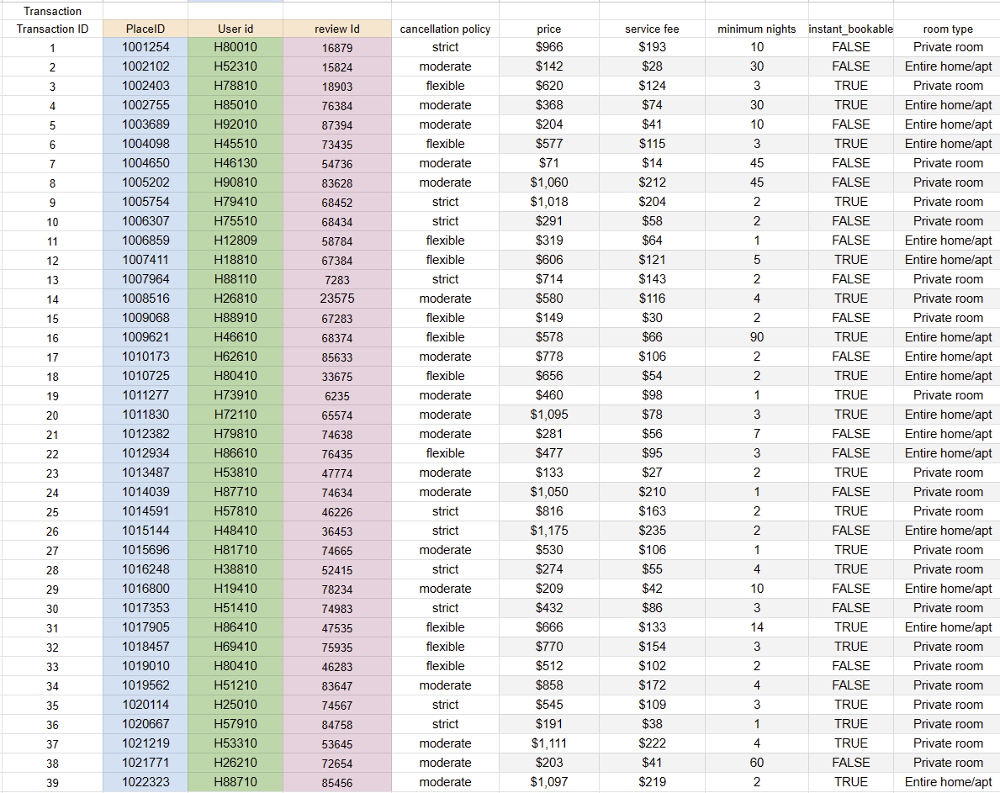 Transaction
Transaction ID PlaceID User id review Id cancellation policy price service fee minimum nights instant_bookable room type
1 1001254 H80010 16879 strict $966 $193 10 FALSE Private room
2 1002102 H52310 15824 moderate $142 $28 30 FALSE Entire home/apt
3 1002403 H78810 18903 flexible $620 $124 3 TRUE Private room
4 1002755 H85010 76384 moderate $368 $74 30 TRUE Entire home/apt
5 1003689 H92010 87394 moderate $204 $41 10 FALSE Entire home/apt
6 1004098 H45510 73435 flexible $577 $115 3 TRUE Entire home/apt
7 1004650 H46130 54736 moderate $71 $14 45 FALSE Private room
8 1005202 H90810 83628 moderate $1,060 $212 45 FALSE Private room
9 1005754 H79410 68452 strict $1,018 $204 2 TRUE Private room
10 1006307 H75510 68434 strict $291 $58 2 FALSE Private room
11 1006859 H12809 58784 flexible $319 $64 1 FALSE Entire home/apt
12 1007411 H18810 67384 flexible $606 $121 5 TRUE Entire home/apt
13 1007964 H88110 7283 strict $714 $143 2 FALSE Private room
14 1008516 H26810 23575 moderate $580 $116 4 TRUE Private room
15 1009068 H88910 67283 flexible $149 $30 2 FALSE Private room
16 1009621 H46610 68374 flexible $578 $66 90 TRUE Entire home/apt
17 1010173 H62610 85633 moderate $778 $106 2 FALSE Entire home/apt
18 1010725 H80410 33675 flexible $656 $54 2 TRUE Entire home/apt
19 1011277 H73910 6235 moderate $460 $98 1 TRUE Private room
20 1011830 H72110 65574 moderate $1,095 $78 3 TRUE Entire home/apt
21 1012382 H79810 74638 moderate $281 $56 7 FALSE Entire home/apt
22 1012934 H86610 76435 flexible $477 $95 3 FALSE Entire home/apt
23 1013487 H53810 47774 moderate $133 $27 2 TRUE Private room
24 1014039 H87710 74634 moderate $1,050 $210 1 FALSE Private room
25 1014591 H57810 46226 strict $816 $163 2 TRUE Private room
26 1015144 H48410 36453 strict $1,175 $235 2 FALSE Entire home/apt
27 1015696 H81710 74665 moderate $530 $106 1 TRUE Private room
28 1016248 H38810 52415 strict $274 $55 4 TRUE Private room
29 1016800 H19410 78234 moderate $209 $42 10 FALSE Entire home/apt
30 1017353 H51410 74983 strict $432 $86 3 FALSE Private room
31 1017905 H86410 47535 flexible $666 $133 14 TRUE Entire home/apt
32 1018457 H69410 75935 flexible $770 $154 3 TRUE Private room
33 1019010 H80410 46283 flexible $512 $102 2 FALSE Private room
34 1019562 H51210 83647 moderate $858 $172 4 FALSE Private room
35 1020114 H25010 74567 strict $545 $109 3 TRUE Private room
36 1020667 H57910 84758 strict $191 $38 1 TRUE Private room
37 1021219 H53310 53645 moderate $1,111 $222 4 TRUE Private room
38 1021771 H26210 72654 moderate $203 $41 60 FALSE Private room
39 1022323 H88710 85456 moderate $1,097 $219 2 TRUE Entire home/apt